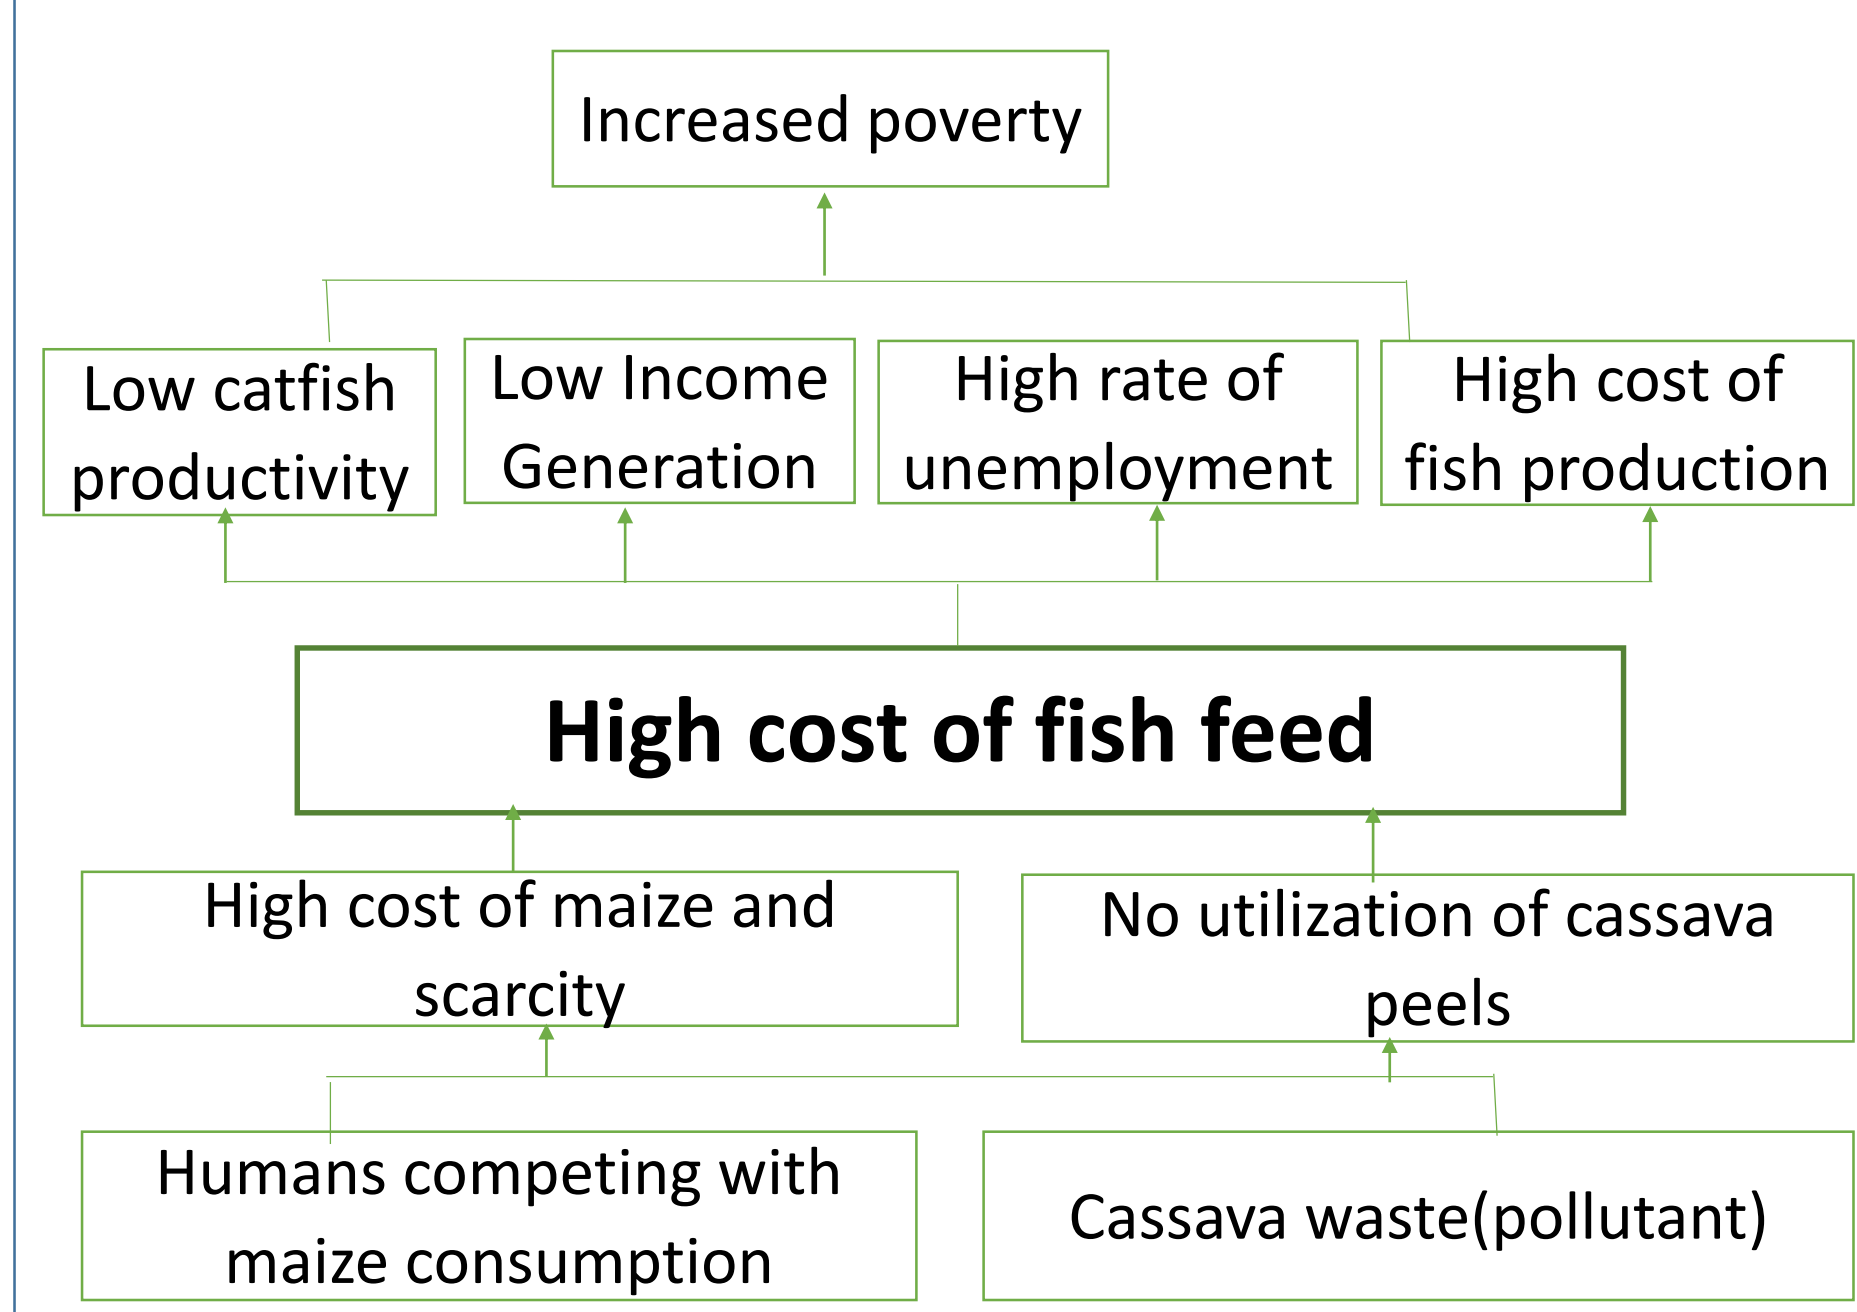 Increased poverty
Low catfish
productivity
Low Income
Generation
High rate of
unemployment
High cost of
fish production
High cost of fish feed
High cost of maize and
scarcity
No utilization of cassava
peels
Humans competing with
maize consumption
Cassava waste(pollutant)